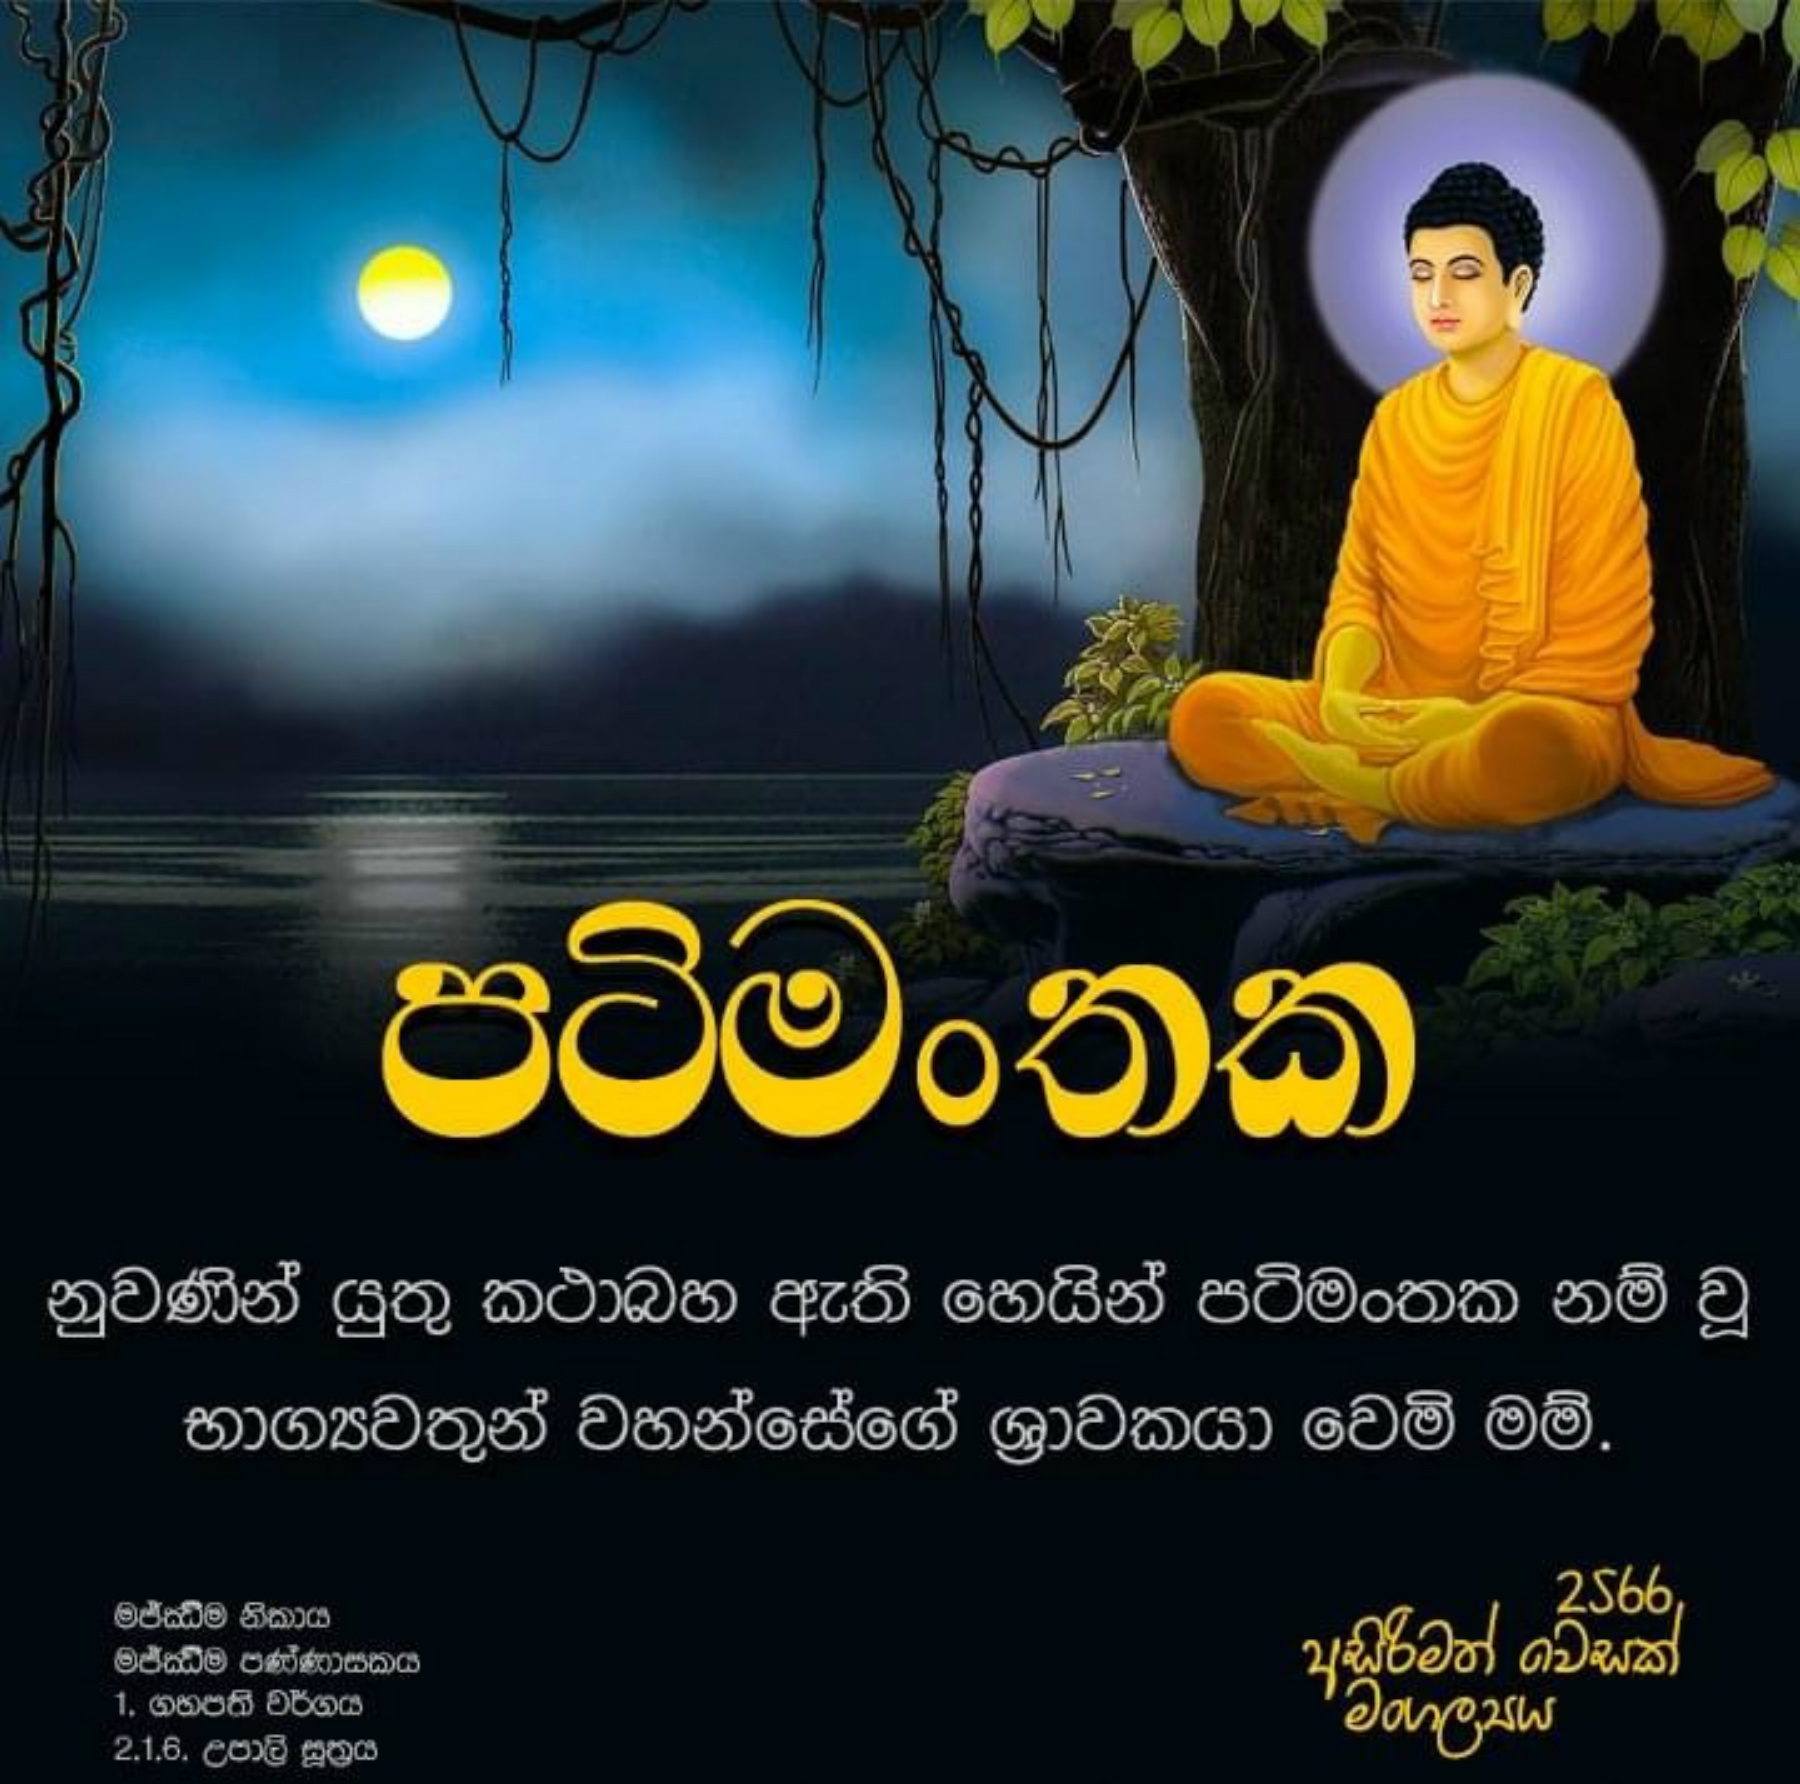 පටිමංතක
නුවණින් යුතු කථාබහ ඇති හෙයින් පටිමංතක නම් වූ
භාග්‍යවතුන් වහන්සේගේ ශ්‍රාවකයා වෙමි මම්.
මජ්ඣිම නිකාය
මජ්ඣිම පණ්ණාසකය
1. ගහපති වර්ගය
2.1.6. උපාලි සූත්‍රය
2566
අසිරිමත් වෙසක්
මංගල්‍යය